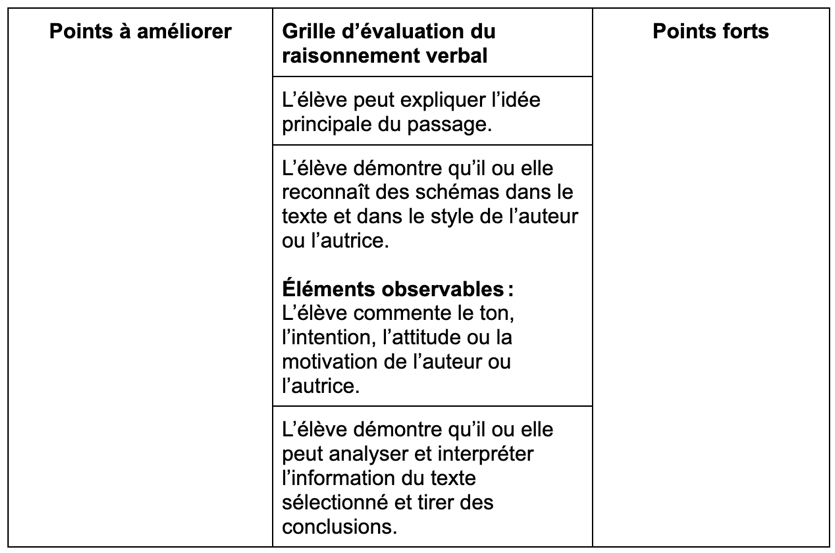 Points à améliorer
Grille d’évaluation du
raisonnement verbal
Points forts
L’élève peut expliquer l’idée
principale du passage.
L’élève démontre qu’il ou elle
reconnaît des schémas dans le
texte et dans le style de l’auteur
ou l’autrice.
Éléments observables :
L’élève commente le ton,
l’intention, l’attitude ou la
motivation de l’auteur ou
l’autrice.
L’élève démontre qu’il ou elle
peut analyser et interpréter
l’information du texte
sélectionné et tirer des
conclusions.